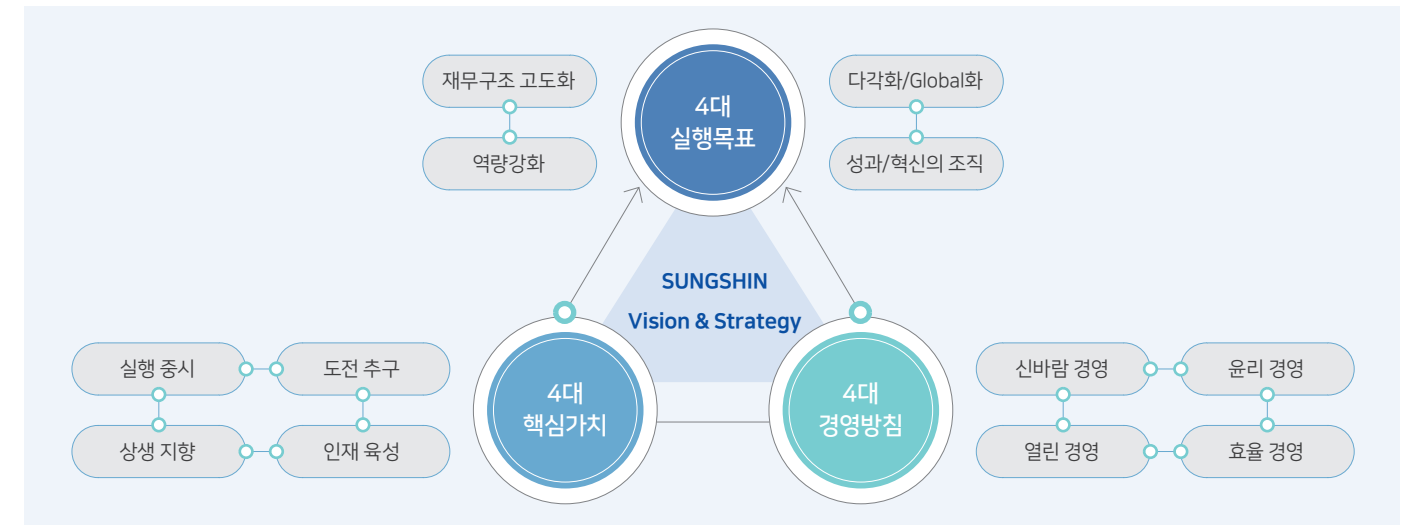 재무구조 고도화
역량강화
4대
실행목표
다각화/Global화
성과/혁신의 조직
SUNGSHIN
Vision & Strategy
실행 중시
도전 추구
상생 지향
인재 육성
4대
핵심가치
4대
경영방침
신바람 경영
윤리 경영
열린 경영
효율 경영